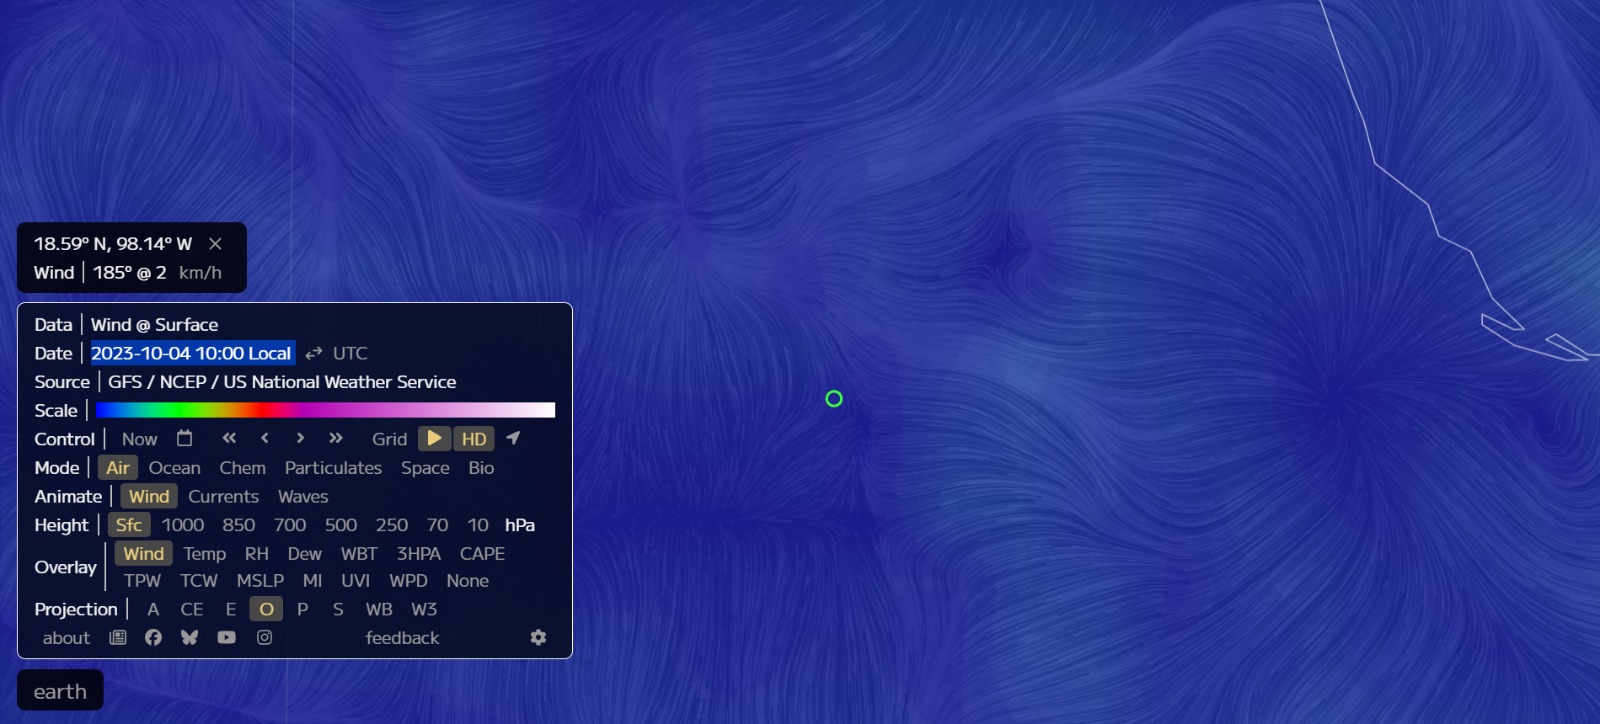 18.59° N, 98.14° W ×
Wind | 185° @ 2 km/h
Data | Wind @ Surface
Date | 2023-10-04 10:00 Local ⇄ UTC
Source | GFS / NCEP / US National Weather Service
Scale |
Control | Now « ‹ › » Grid HD
Mode | Air Ocean Chem Particulates Space Bio
Animate | Wind Currents Waves
Height | Sfc 1000 850 700 500 250 70 10 hPa
Overlay | Wind Temp RH Dew WBT 3HPA CAPE
TPW TCW MSLP MI UVI WPD None
Projection | A CE E O P S WB W3
about feedback
earth